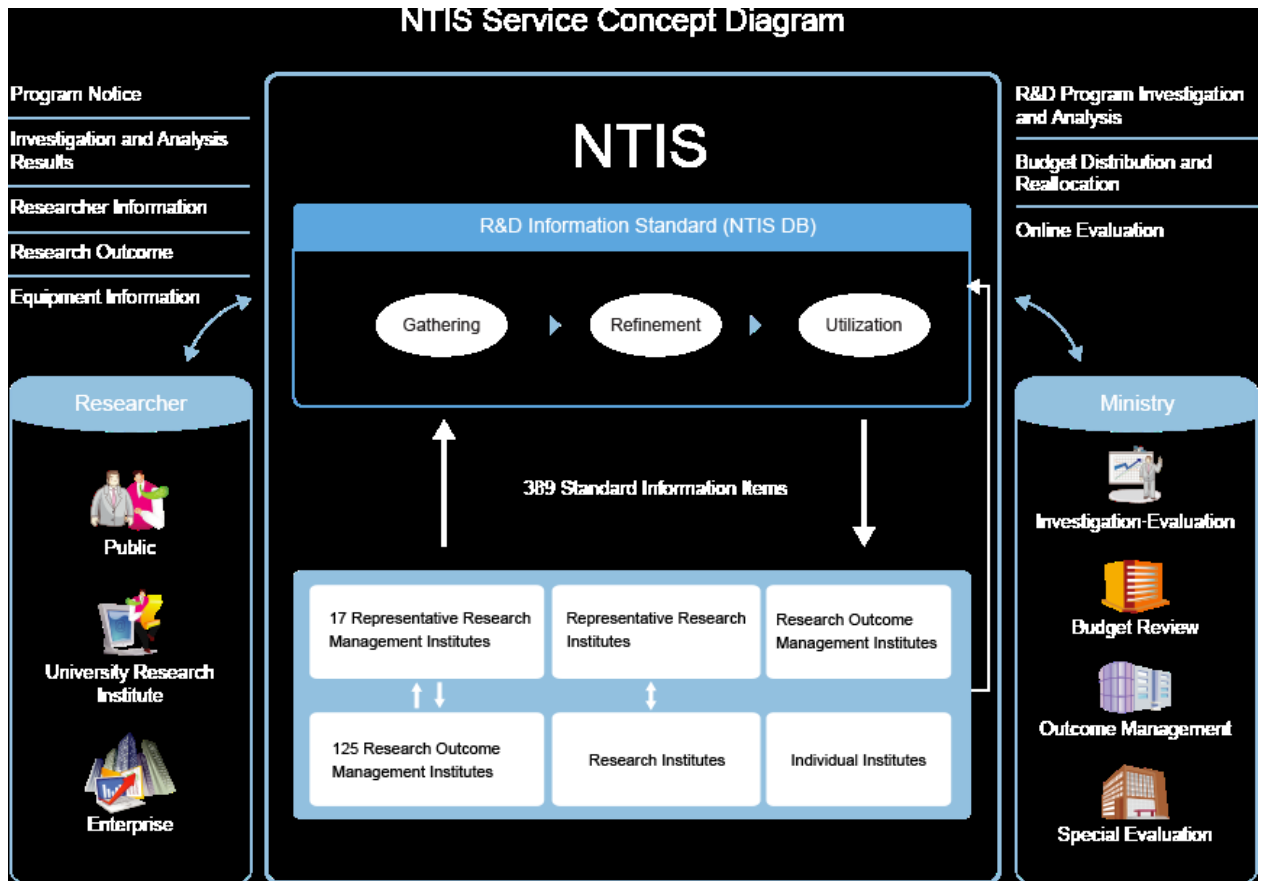 NTIS Service Concept Diagram
Program Notice
Investigation and Analysis
Results
Researcher Information
Research Outcome
Equipment Information
Researcher
Public
University Research
Institute
Enterprise
NTIS
R&D Information Standard (NTIS DB)
Gathering
Refinement
Utilization
389 Standard Information Items
17 Representative Research
Management Institutes
Representative Research
Institutes
Research Outcome
Management Institutes
125 Research Outcome
Management Institutes
Research Institutes
Individual Institutes
R&D Program Investigation
and Analysis
Budget Distribution and
Reallocation
Online Evaluation
Ministry
Investigation-Evaluation
Budget Review
Outcome Management
Special Evaluation